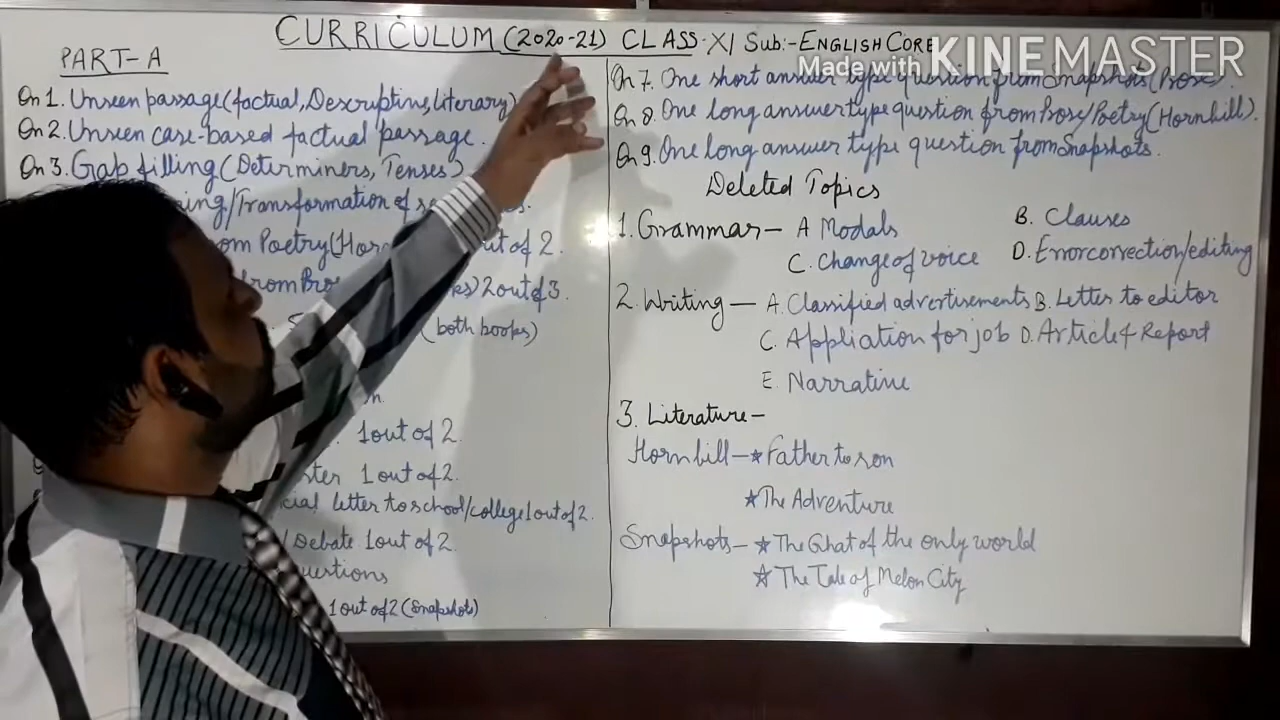 CURRICULUM (2020-21) CLASS-XI Sub:- ENGLISH CORE
Made with KINEMASTER
PART-A
Qn 1. Unseen passage (factual, Descriptive, literary)
Qn 2. Unseen case-based factual passage.
Qn 3. Gap filling (Determiners, Tenses)
/Transformation of
Poetry (
out of 2.
2 out of 3.
(both books)
1 out of 2.
1 out of 2.
letter to school/college 1 out of 2.
/Debate 1 out of 2.
1 out of 2 (Snapshots)
Qn 7. One short answer type question from Snapshots (Prose).
Qn 8. One long answer type question from Prose/Poetry (Hornbill).
Qn 9. One long answer type question from Snapshots.
Deleted Topics
1. Grammar - A Modals B. Clauses
C. Change of voice D. Error correction/editing
2. Writing - A. Classified advertisements B. Letter to editor
C. Appliation for job D. Article & Report
E. Narrative
3. Literature -
Hornbill - ★ Father to son
★ The Adventure
Snapshots - ★ The Ghat of the only world
★ The Tale of Melon City